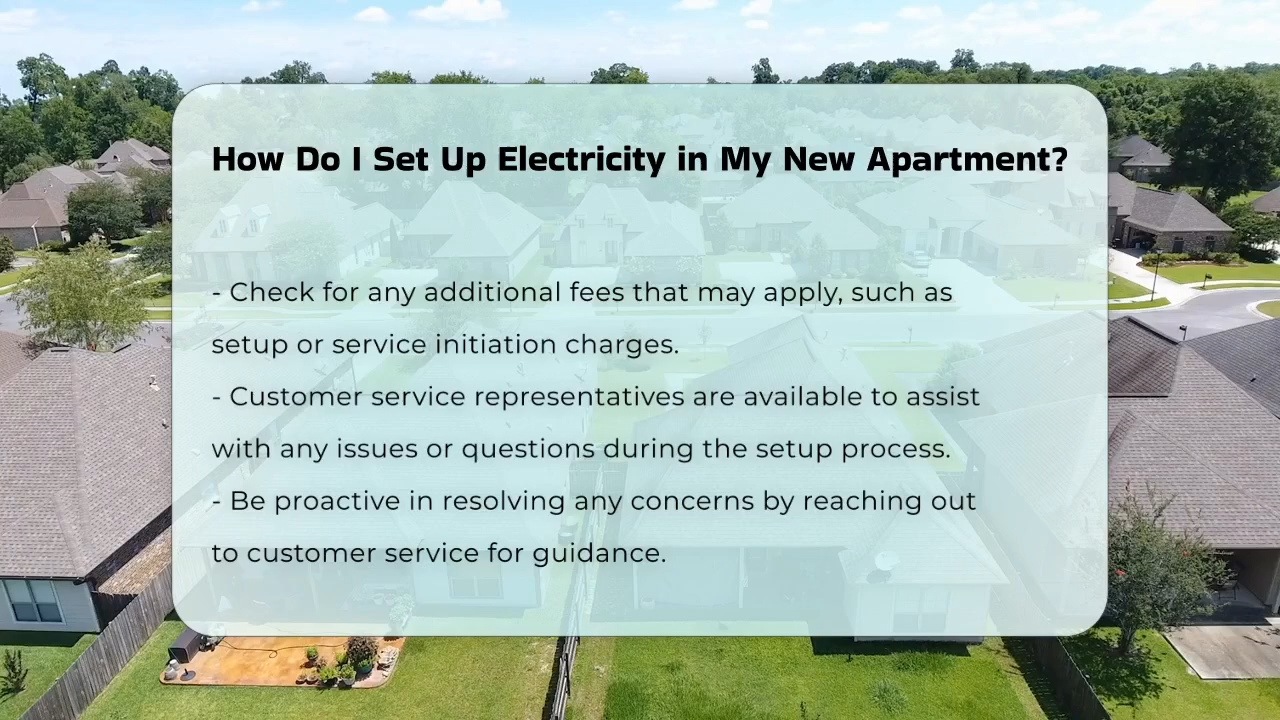 How Do I Set Up Electricity in My New Apartment?
- Check for any additional fees that may apply, such as
setup or service initiation charges.
- Customer service representatives are available to assist
with any issues or questions during the setup process.
- Be proactive in resolving any concerns by reaching out
to customer service for guidance.